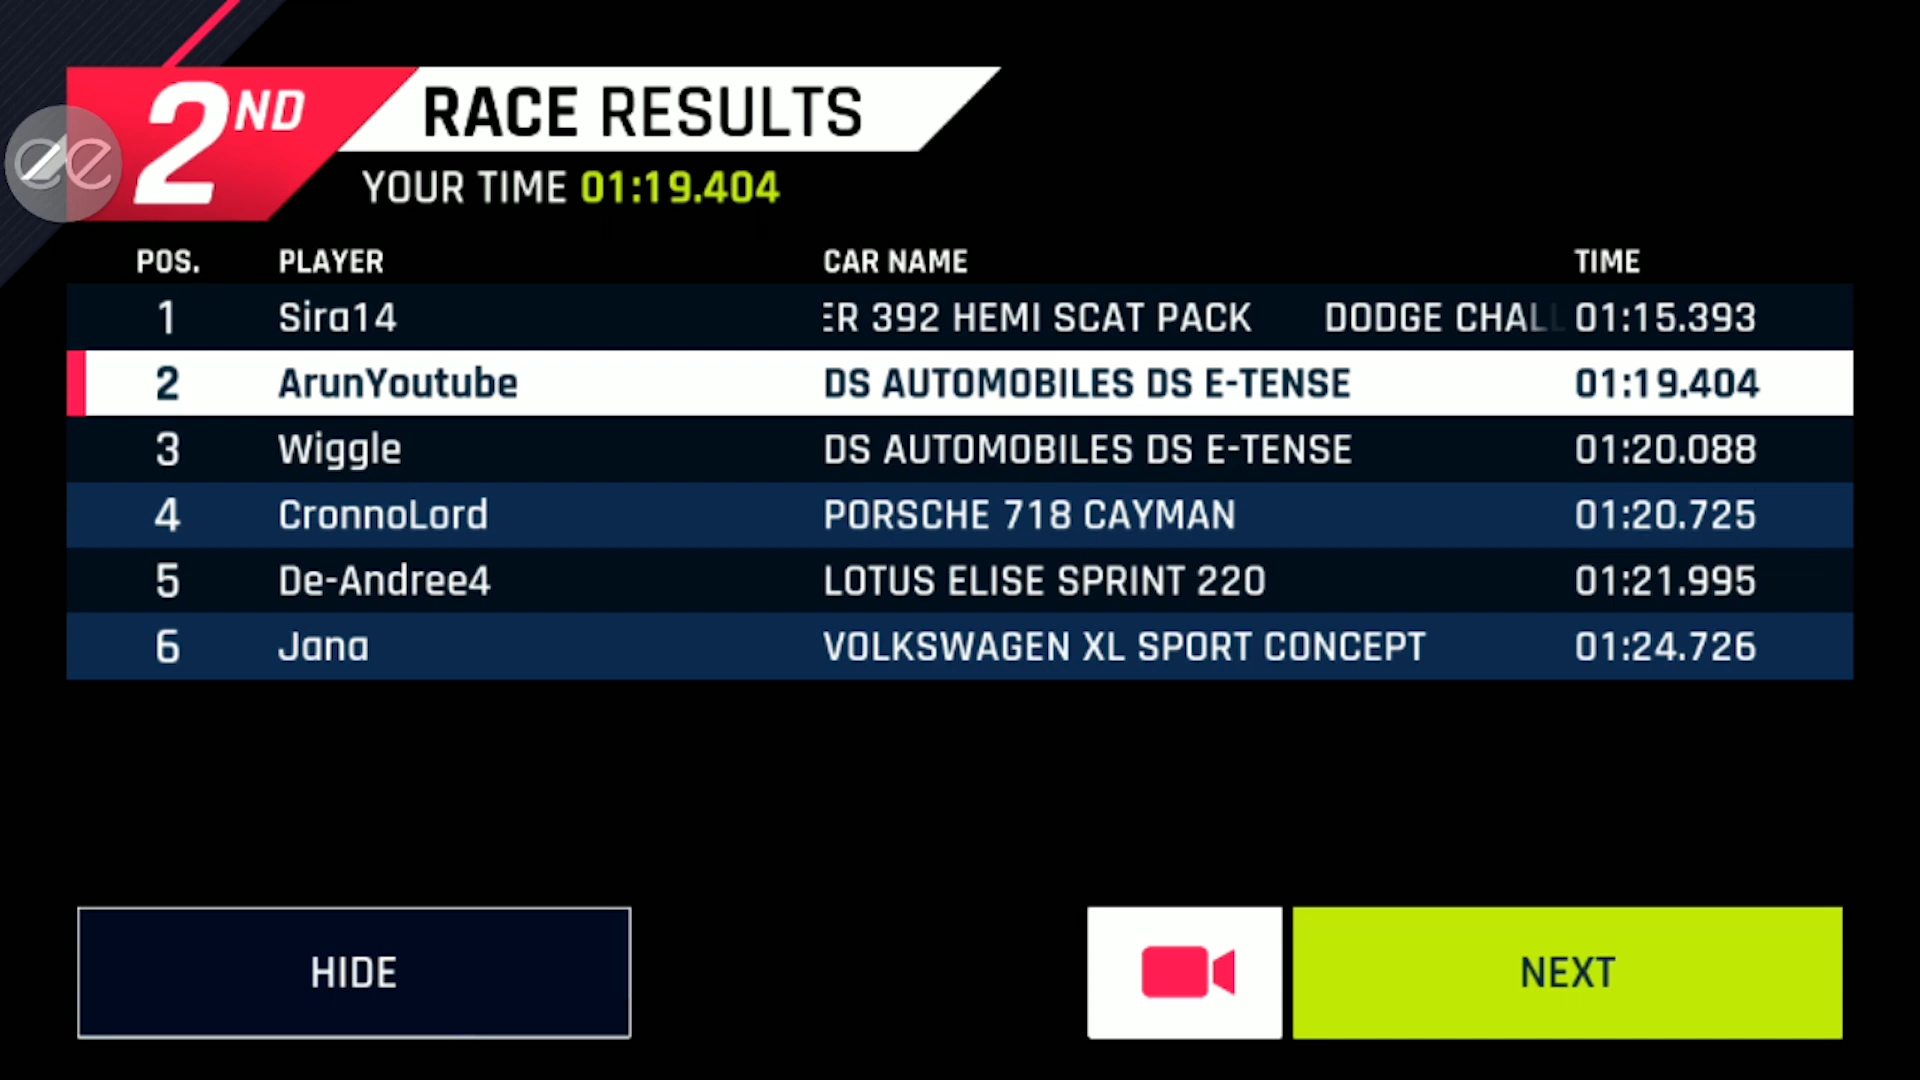 2ND
RACE RESULTS
YOUR TIME 01:19.404
POS. PLAYER CAR NAME TIME
1 Sira14 ER 392 HEMI SCAT PACK DODGE CHALL 01:15.393
2 ArunYoutube DS AUTOMOBILES DS E-TENSE 01:19.404
3 Wiggle DS AUTOMOBILES DS E-TENSE 01:20.088
4 CronnoLord PORSCHE 718 CAYMAN 01:20.725
5 De-Andree4 LOTUS ELISE SPRINT 220 01:21.995
6 Jana VOLKSWAGEN XL SPORT CONCEPT 01:24.726
HIDE NEXT